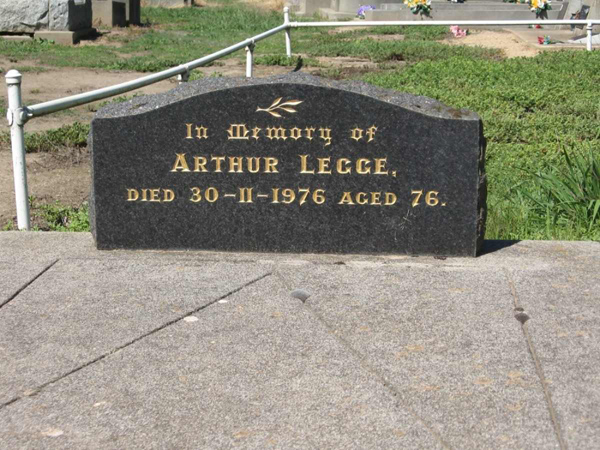 In Memory of
ARTHUR LEGGE.
DIED 30-11-1976 AGED 76.